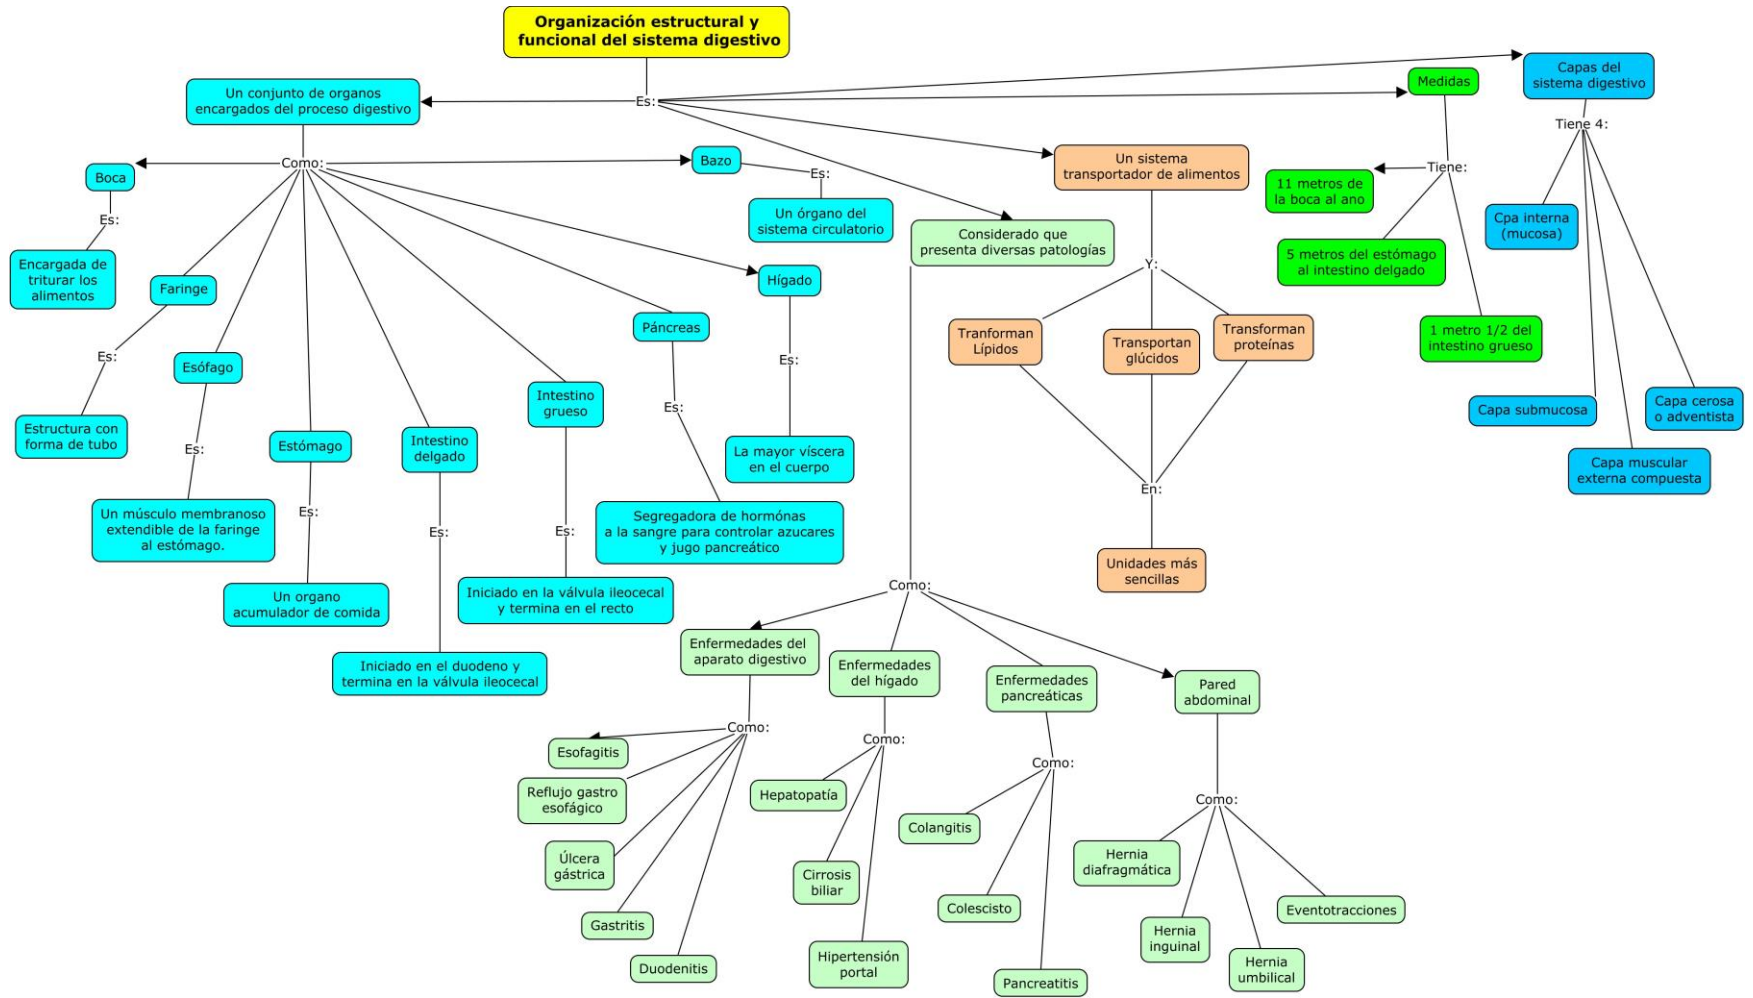 Organización estructural y
funcional del sistema digestivo
Es:
Un conjunto de organos
encargados del proceso digestivo
Como:
Boca
Es:
Encargada de
triturar los
alimentos
Faringe
Es:
Estructura con
forma de tubo
Esófago
Es:
Un músculo membranoso
extendible de la faringe
al estómago.
Estómago
Es:
Un organo
acumulador de comida
Intestino
delgado
Es:
Iniciado en el duodeno y
termina en la válvula ileocecal
Intestino
grueso
Es:
Iniciado en la válvula ileocecal
y termina en el recto
Páncreas
Es:
Segregadora de hormónas
a la sangre para controlar azucares
y jugo pancreático
Hígado
Es:
La mayor víscera
en el cuerpo
Bazo
Es:
Un órgano del
sistema circulatorio
Considerado que
presenta diversas patologías
Como:
Enfermedades del
aparato digestivo
Como:
Esofagitis
Reflujo gastro
esofágico
Úlcera
gástrica
Gastritis
Duodenitis
Enfermedades
del hígado
Como:
Hepatopatía
Cirrosis
biliar
Hipertensión
portal
Enfermedades
pancreáticas
Como:
Colangitis
Colescisto
Pancreatitis
Pared
abdominal
Como:
Hernia
diafragmática
Hernia
inguinal
Hernia
umbilical
Eventotracciones
Un sistema
transportador de alimentos
Y:
Tranforman
Lípidos
Transportan
glúcidos
Transforman
proteínas
En:
Unidades más
sencillas
Medidas
Tiene:
11 metros de
la boca al ano
5 metros del estómago
al intestino delgado
1 metro 1/2 del
intestino grueso
Capas del
sistema digestivo
Tiene 4:
Cpa interna
(mucosa)
Capa submucosa
Capa muscular
externa compuesta
Capa cerosa
o adventista